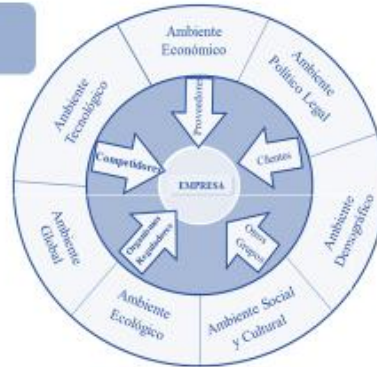 Ambiente
Económico
Ambiente
Político Legal
Ambiente
Tecnológico
Proveedores
Competidores
Clientes
EMPRESA
Organismos
Reguladores
Otros
Grupos
Ambiente
Demográfico
Ambiente
Global
Ambiente
Ecológico
Ambiente Social
y Cultural